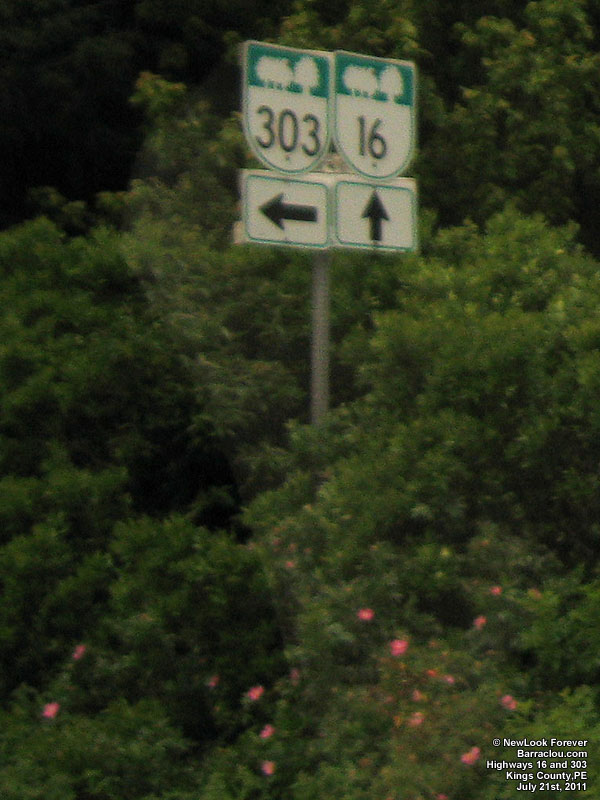 303 16
© NewLook Forever
Barraclou.com
Highways 16 and 303
Kings County,PE
July 21st, 2011